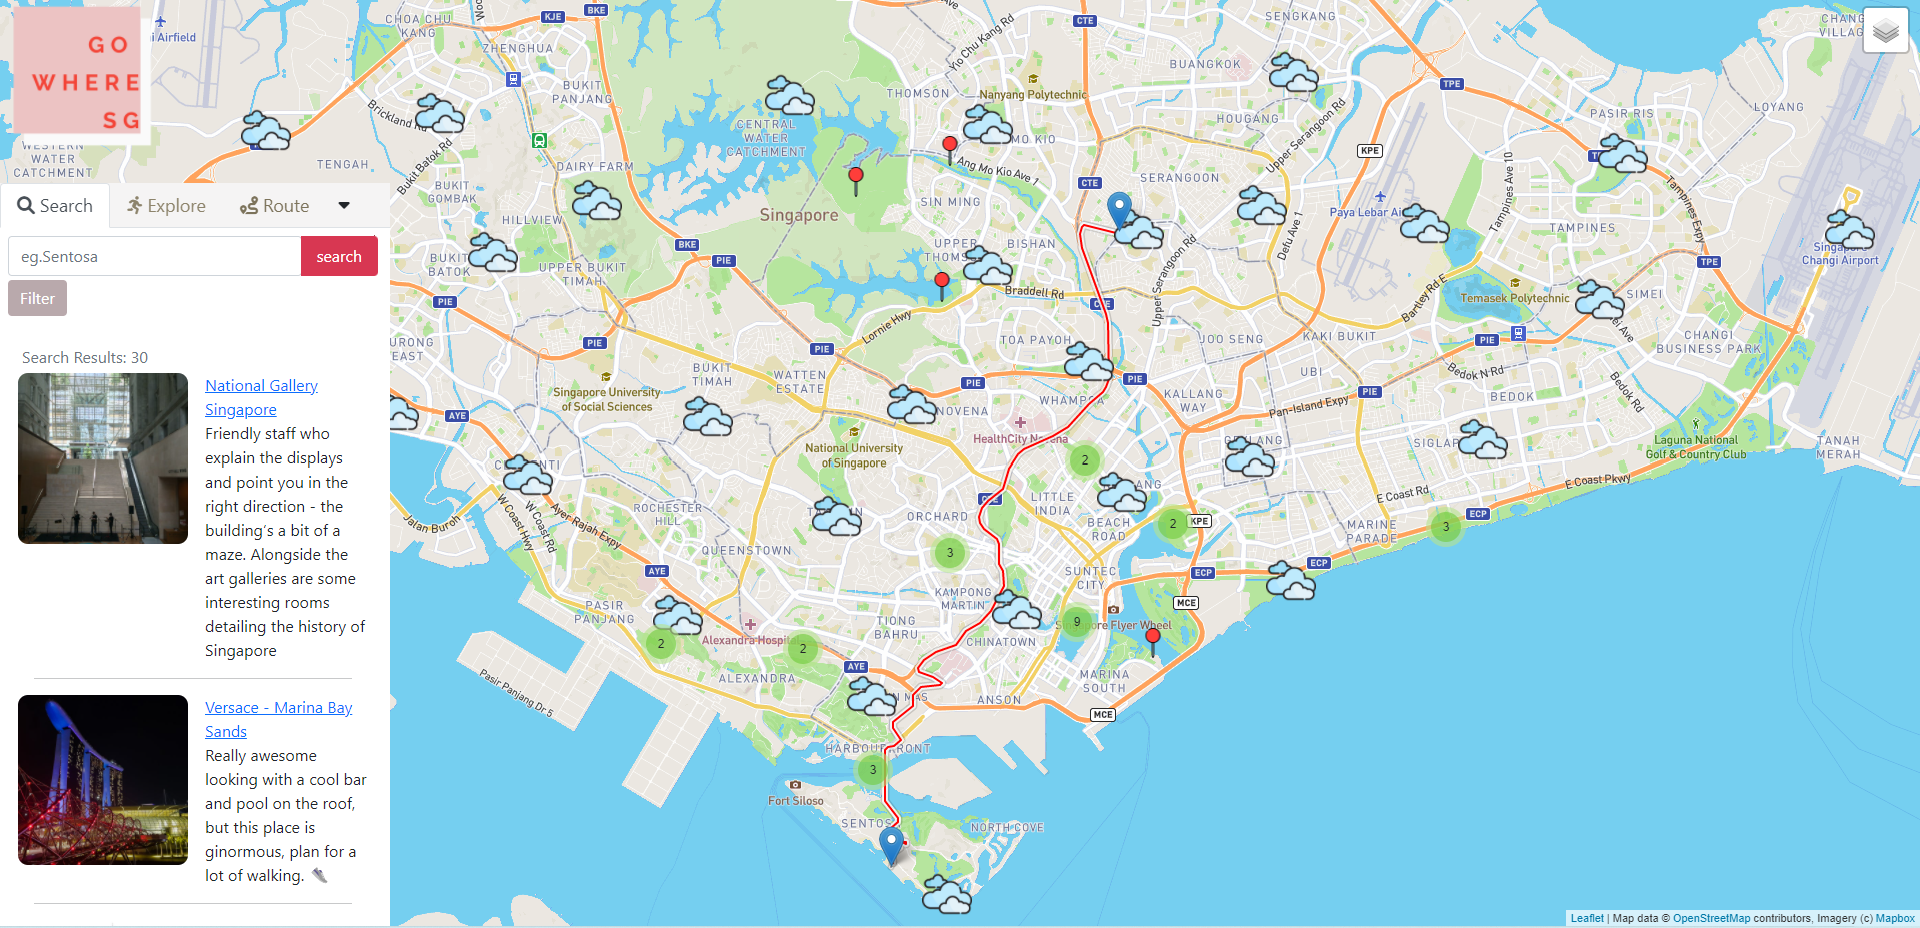 GO
WHERE
SG
Search
Explore
Route
eg.Sentosa
search
Filter
Search Results: 30
National Gallery
Singapore
Friendly staff who
explain the displays
and point you in the
right direction - the
building's a bit of a
maze. Alongside the
art galleries are some
interesting rooms
detailing the history of
Singapore
Versace - Marina Bay
Sands
Really awesome
looking with a cool bar
and pool on the roof,
but this place is
ginormous, plan for a
lot of walking. 👟
i Airfield
CHOA CHU
KANG
KJE
BKE
ZHENGHUA
BUKIT
PANJANG
Brickland Rd
WESTERN WATER
CATCHMENT
TENGAH
Bukit Batok Rd
BUKIT
GOMBAK
DAIRY FARM
HILLVIEW
BUKIT
BATOK
UPPER BUKIT
TIMAH
CENTRAL
WATER
CATCHMENT
Singapore
BKE
PIE
PIE
THOMSON
Yio Chu Kang Rd
CTE
Nanyang Polytechnic
MO KIO
Ang Mo Kio Ave 1
CTE
SIN MING
UPPER
THOMS
BISHAN
Braddell Rd
Lornie Hwy
SENGKANG
BUANGKOK
HOUGANG
Upper Serangoon Rd
SERANGOON
KPE
Paya Lebar Ai
Defu Ave 1
Upper Serangoon Rd
TPE
PASIR RIS
LOYANG
CHANG
VILLAG
Tampines Ave 10
Tampines Expy
TAMPINES
TPE
Singap
Changi Airport
Temasek Polytechnic
SIMEI
Bartley Rd E
KAKI BUKIT
JOO SENG
PIE
CHANGI
BUSINESS PARK
TOA PAYOH
PIE
PIE
PIE
PIE
WATTEN
ESTATE
BUKIT
TIMAH
Singapore University
of Social Sciences
URONG
EAST
AYE
NOVENA
WHAMPOA
HealthCity Novena
KALLANG
WAY
UBI
Pan-Island Expy
PIE
Bedok N Rd
BEDOK
Bedok Rd
Laguna National
Golf & Country Club
TANAH
MERAH
SIGLAP
GEYLANG
National University
of Singapore
2
W Coast Hwy
W Coast Rd
Ayer Rajah Expy
Jalan Buroh
ROCHESTER
HILL
ORCHARD
LITTLE
INDIA
BEACH
ROAD
2
KPE
E Coast Rd
E Coast Pkwy
MARINE
PARADE
3
ECP
QUEENSTOWN
3
AYE
SUNTEC
CITY
ECP
ECP
PASIR
PANJANG
KAMPONG
MARTIN
MCE
9
TIONG
BAHRU
CHINATOWN
2
Alexandra Hospit
2
AYE
ALEXANDRA
MARINA
SOUTH
ANSON
MCE
Pasir Panjang Dr 5
HARBOURFRONT
3
Fort Siloso
SENTOS
NORTH COVE
Leaflet | Map data © OpenStreetMap contributors, Imagery (c) Mapbox